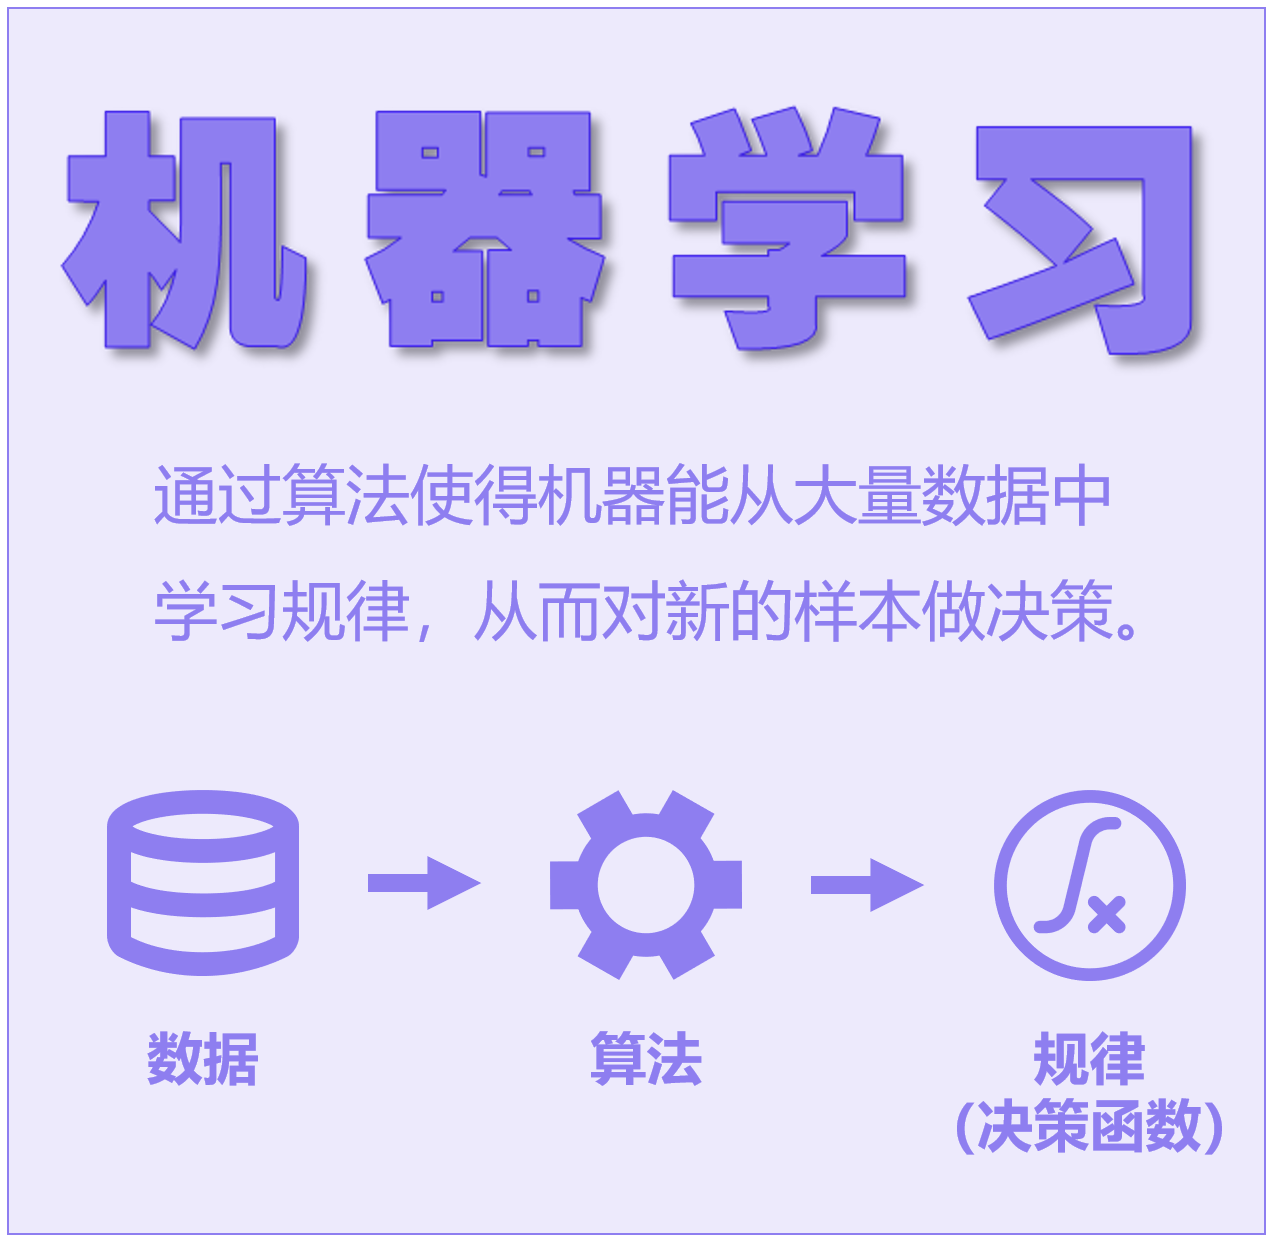 机器学习
通过算法使得机器能从大量数据中
学习规律，从而对新的样本做决策。
数据
算法
规律
（决策函数）